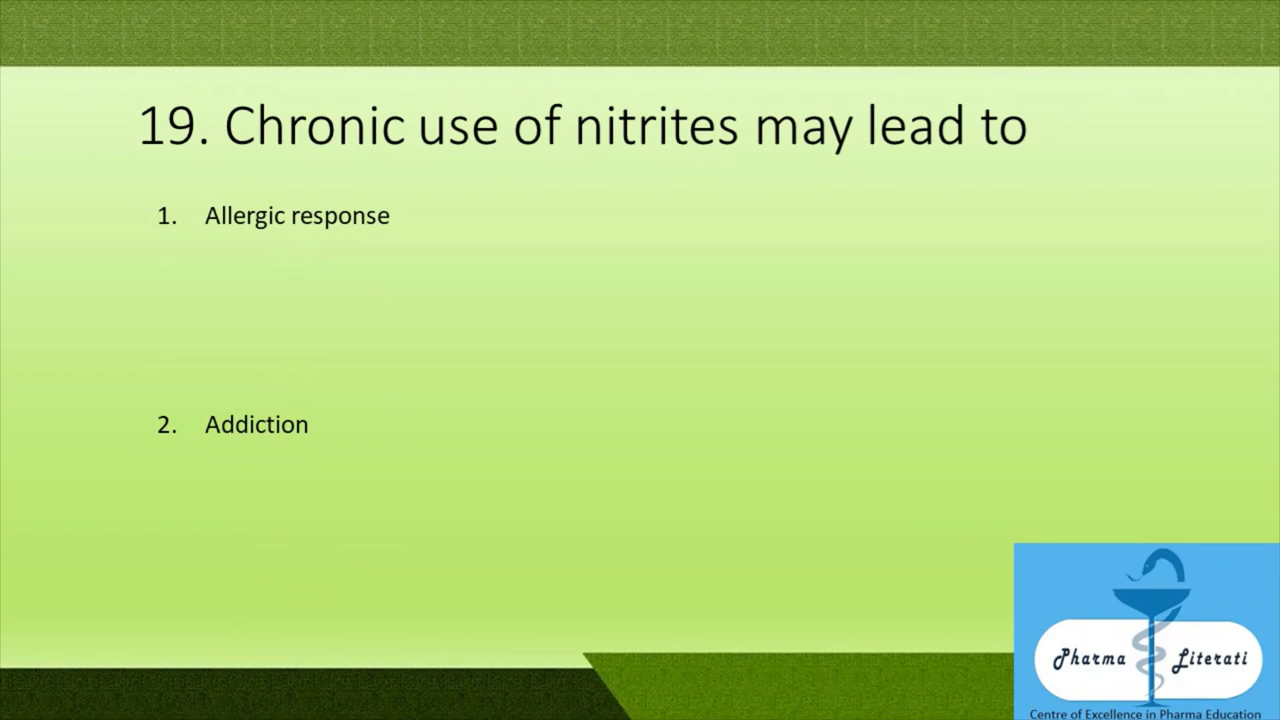 19. Chronic use of nitrites may lead to
1. Allergic response
2. Addiction
Pharma Literati
Centre of Excellence in Pharma Education